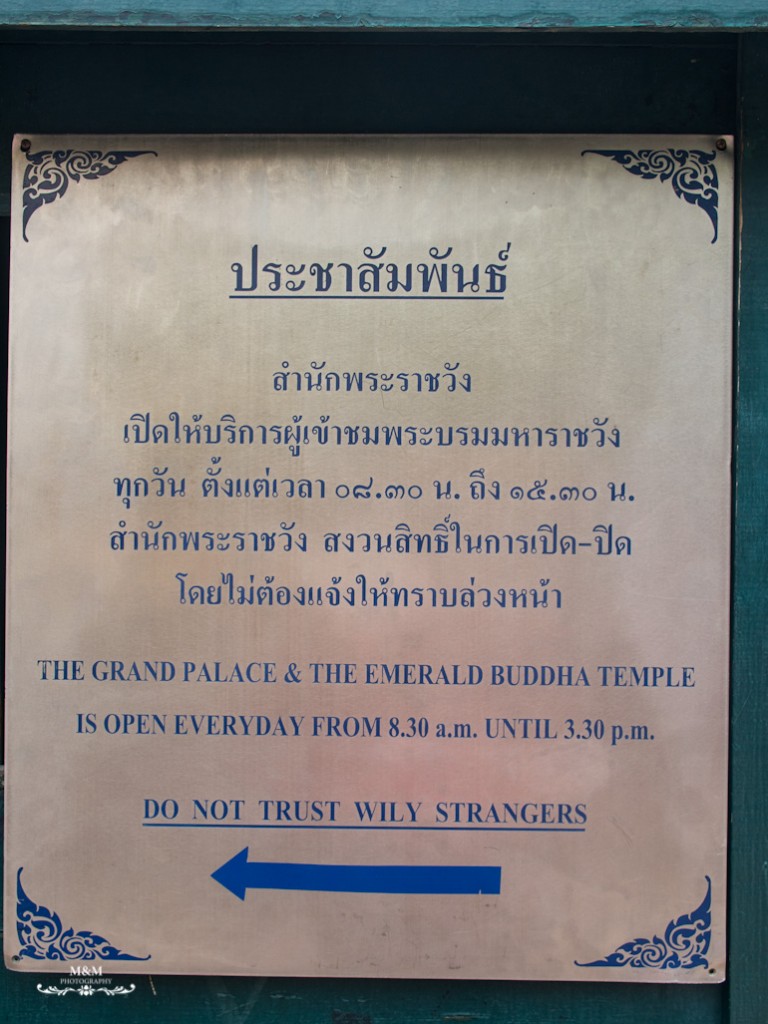 ประชาสัมพันธ์
สำนักพระราชวัง
เปิดให้บริการผู้เข้าชมพระบรมมหาราชวัง
ทุกวัน ตั้งแต่เวลา ๐๘.๓๐ น. ถึง ๑๕.๓๐ น.
สำนักพระราชวัง สงวนสิทธิ์ในการเปิด-ปิด
โดยไม่ต้องแจ้งให้ทราบล่วงหน้า
THE GRAND PALACE & THE EMERALD BUDDHA TEMPLE
IS OPEN EVERYDAY FROM 8.30 a.m. UNTIL 3.30 p.m.
DO NOT TRUST WILY STRANGERS
M&M
PHOTOGRAPHY